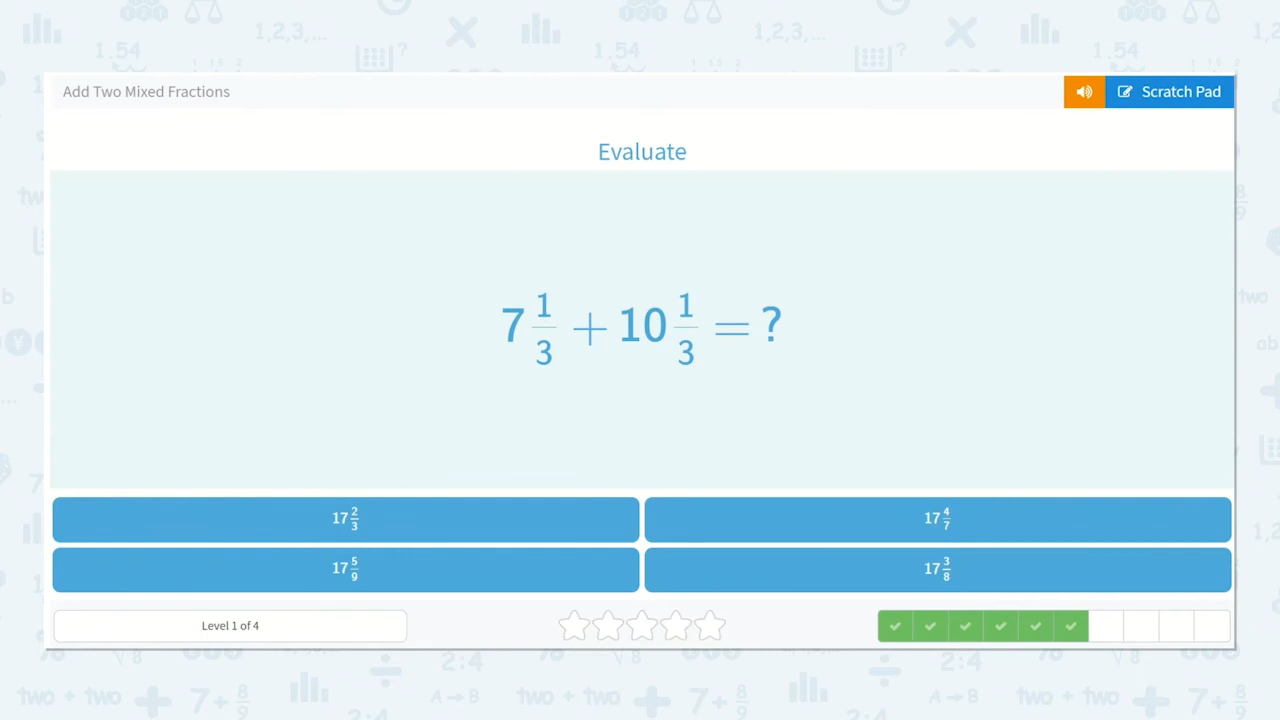 Add Two Mixed Fractions
Scratch Pad
Evaluate
7 1/3 + 10 1/3 = ?
17 2/3
17 4/7
17 5/9
17 3/8
Level 1 of 4